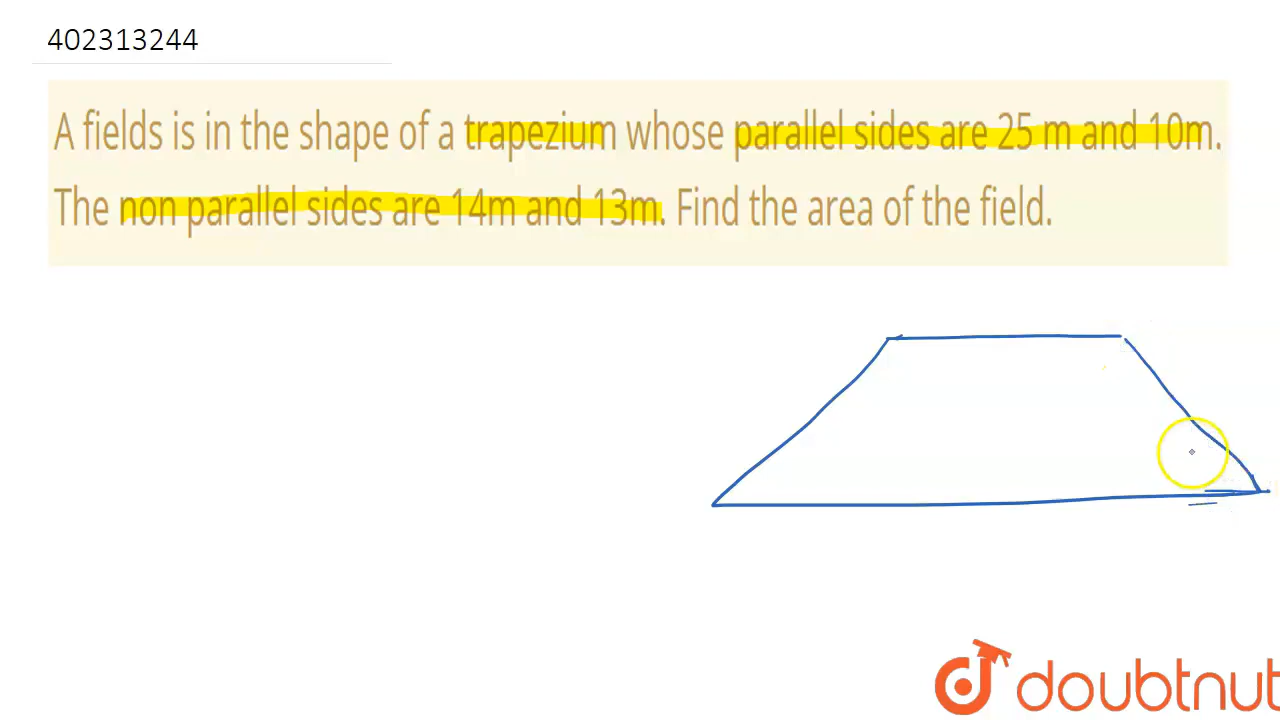 402313244
A fields is in the shape of a trapezium whose parallel sides are 25 m and 10m.
The non parallel sides are 14m and 13m. Find the area of the field.
doubtnut